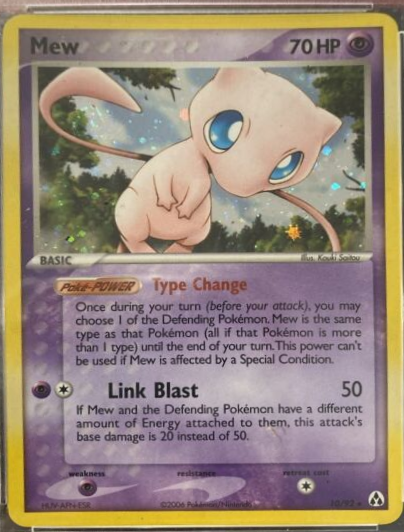 Mew 70 HP
BASIC Illus. Kouki Saitou
Poké-POWER Type Change
Once during your turn (before your attack), you may
choose 1 of the Defending Pokémon. Mew is the same
type as that Pokémon (all if that Pokémon is more
than 1 type) until the end of your turn. This power can't
be used if Mew is affected by a Special Condition.
Link Blast 50
If Mew and the Defending Pokémon have a different
amount of Energy attached to them, this attack's
base damage is 20 instead of 50.
weakness resistance retreat cost
©2006 Pokémon/Nintendo 10/92